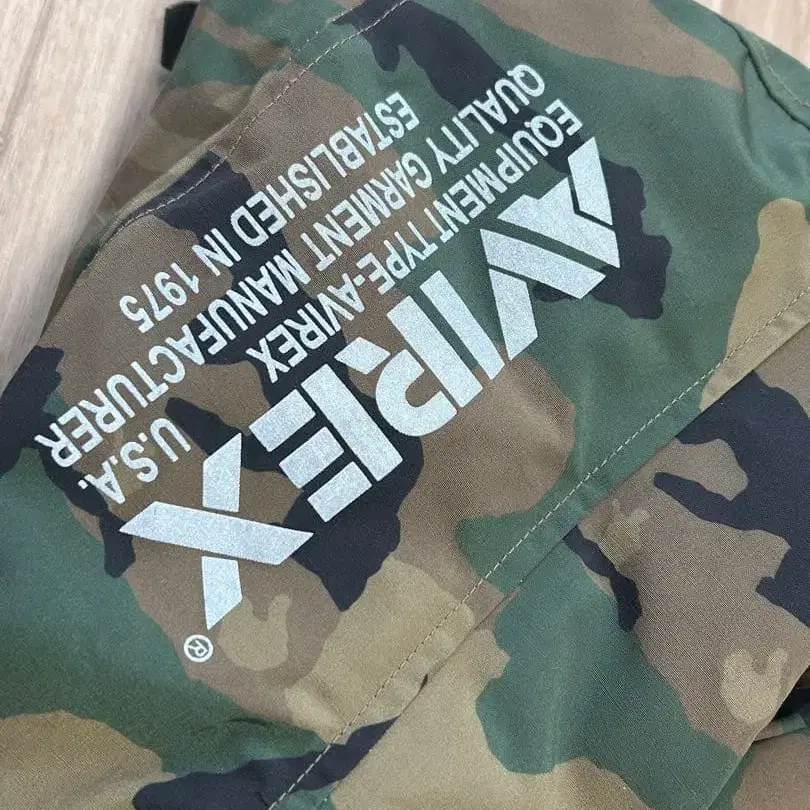 AVIREX®
EQUIPMENT TYPE-AVIREX U.S.A.
QUALITY GARMENT MANUFACTURER
ESTABLISHED IN 1975